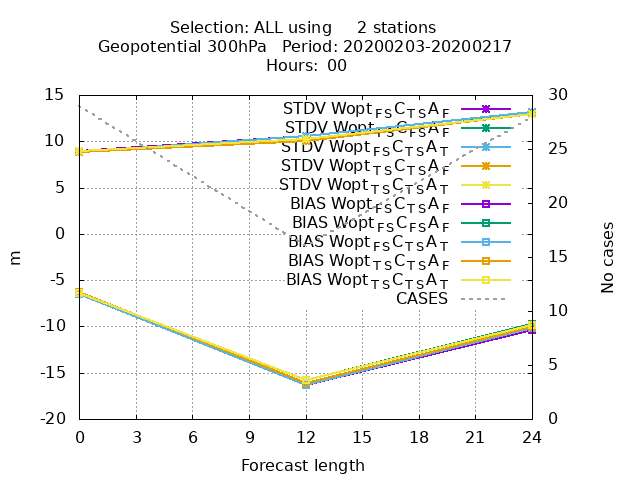 Selection: ALL using 2 stations
Geopotential 300hPa Period: 20200203-20200217
Hours: 00
15
10
5
0
-5
-10
-15
-20
m
30
25
20
15
10
5
0
No cases
STDV Wopt FS C TS A F
STDV Wopt FS C FS A F
STDV Wopt FS C TS A T
STDV Wopt TS C TS A F
STDV Wopt TS C TS A T
BIAS Wopt FS C TS A F
BIAS Wopt FS C FS A F
BIAS Wopt FS C TS A T
BIAS Wopt TS C TS A F
BIAS Wopt TS C TS A T
CASES
0 3 6 9 12 15 18 21 24
Forecast length